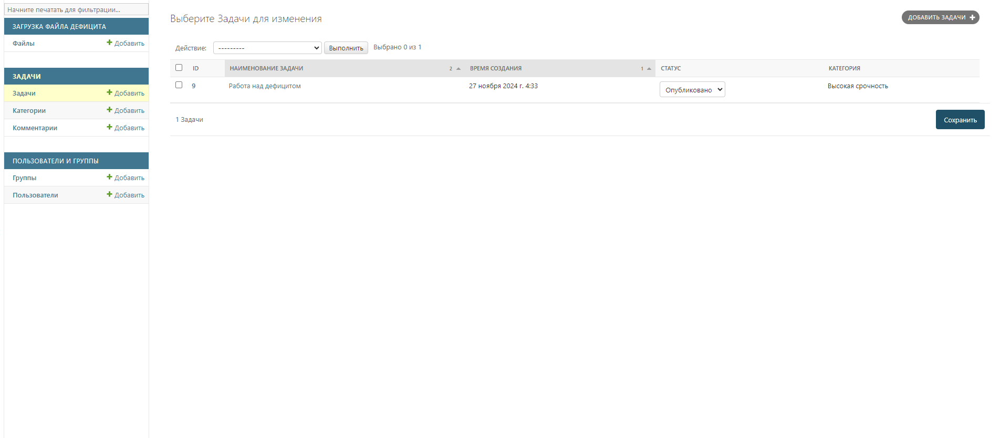 Начните печатать для фильтрации...
ЗАГРУЗКА ФАЙЛА ДЕФИЦИТА
Файлы Добавить
ЗАДАЧИ
Задачи Добавить
Категории Добавить
Комментарии Добавить
ПОЛЬЗОВАТЕЛИ И ГРУППЫ
Группы Добавить
Пользователи Добавить
Выберите Задачи для изменения
ДОБАВИТЬ ЗАДАЧИ
Действие: --------- Выполнить Выбрано 0 из 1
ID НАИМЕНОВАНИЕ ЗАДАЧИ 2 ВРЕМЯ СОЗДАНИЯ 1 СТАТУС КАТЕГОРИЯ
9 Работа над дефицитом 27 ноября 2024 г. 4:33 Опубликовано Высокая срочность
1 Задачи
Сохранить